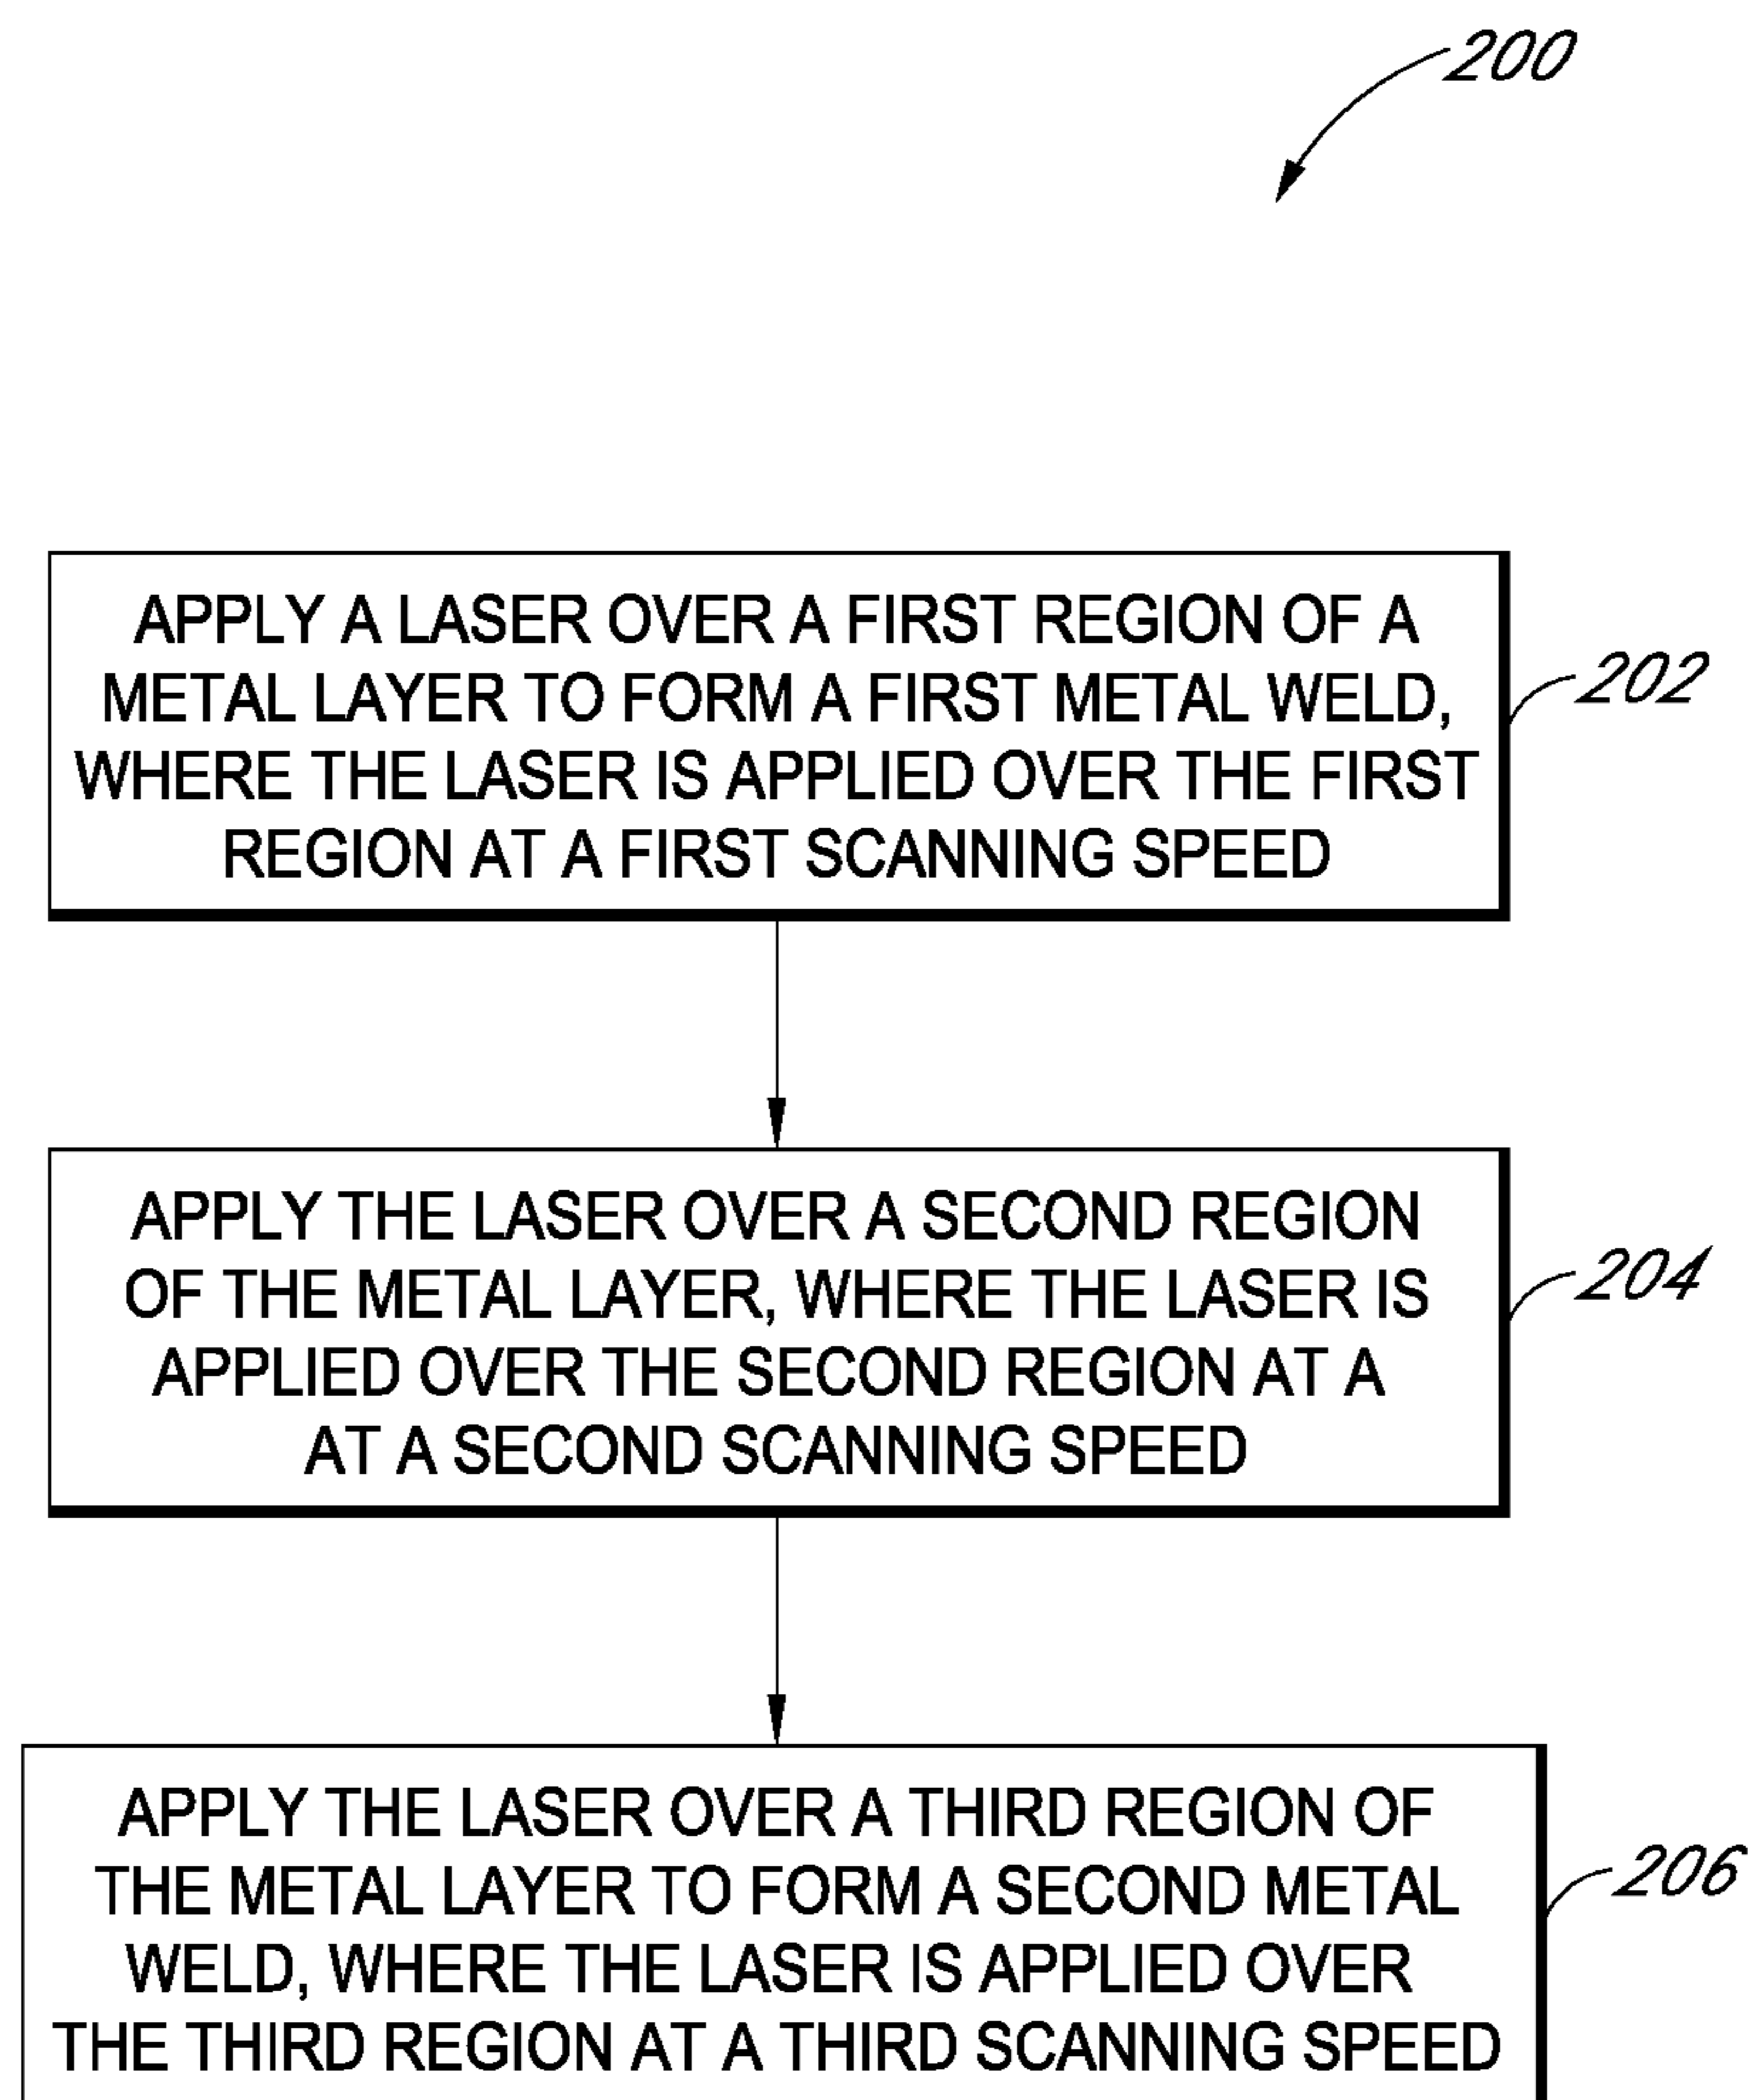 200
APPLY A LASER OVER A FIRST REGION OF A
METAL LAYER TO FORM A FIRST METAL WELD,
WHERE THE LASER IS APPLIED OVER THE FIRST
REGION AT A FIRST SCANNING SPEED
202
APPLY THE LASER OVER A SECOND REGION
OF THE METAL LAYER, WHERE THE LASER IS
APPLIED OVER THE SECOND REGION AT A
AT A SECOND SCANNING SPEED
204
APPLY THE LASER OVER A THIRD REGION OF
THE METAL LAYER TO FORM A SECOND METAL
WELD, WHERE THE LASER IS APPLIED OVER
THE THIRD REGION AT A THIRD SCANNING SPEED
206